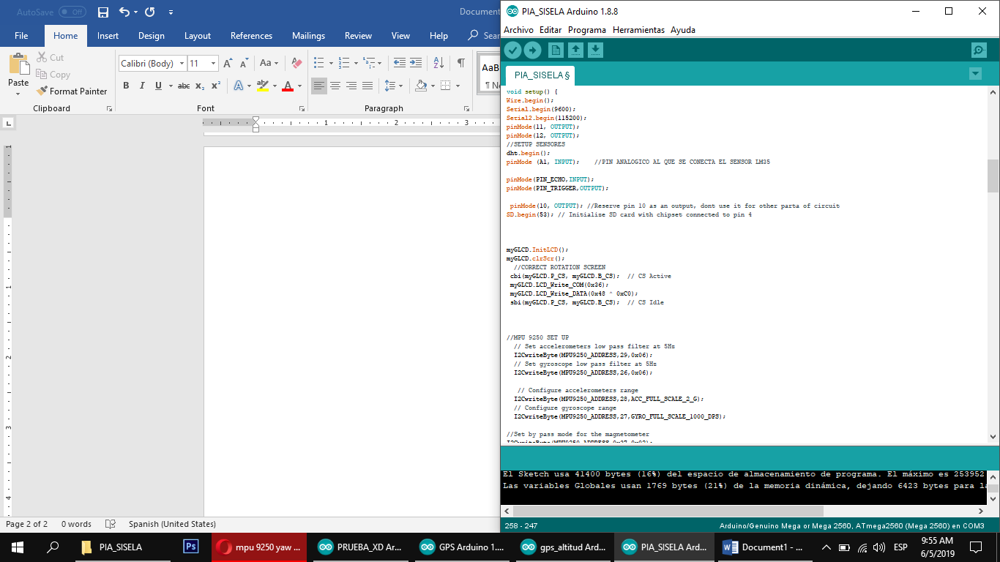 AutoSave Off
Document
File Home Insert Design Layout References Mailings Review View Help Sear
Paste
Cut
Copy
Format Painter
Clipboard
Calibri (Body) 11
Font
Paragraph
AaB
¶ N
1 2 3
1
1
2
3
4
Page 2 of 2 0 words Spanish (United States)
PIA_SISELA Arduino 1.8.8
Archivo Editar Programa Herramientas Ayuda
PIA_SISELA §
void setup() {
Wire.begin();
Serial.begin(9600);
Serial2.begin(115200);
pinMode(11, OUTPUT);
pinMode(12, OUTPUT);
//SETUP SENSORES
dht.begin();
pinMode (A1, INPUT); //PIN ANALOGICO AL QUE SE CONECTA EL SENSOR LM35
pinMode(PIN_ECHO,INPUT);
pinMode(PIN_TRIGGER,OUTPUT);
pinMode(10, OUTPUT); //Reserve pin 10 as an output, dont use it for other parta of circuit
SD.begin(53); // Initialize SD card with chipset connected to pin 4
myGLCD.InitLCD();
myGLCD.clrScr();
//CORRECT ROTATION SCREEN
cbi(myGLCD.P_CS, myGLCD.B_CS); // CS Active
myGLCD.LCD_Write_COM(0x36);
myGLCD.LCD_Write_DATA(0x48 ^ 0xC0);
sbi(myGLCD.P_CS, myGLCD.B_CS); // CS Idle
//MPU 9250 SET UP
// Set accelerometers low pass filter at 5Hz
I2CwriteByte(MPU9250_ADDRESS,29,0x06);
// Set gyroscope low pass filter at 5Hz
I2CwriteByte(MPU9250_ADDRESS,26,0x06);
// Configure accelerometers range
I2CwriteByte(MPU9250_ADDRESS,28,ACC_FULL_SCALE_2_G);
// Configure gyroscope range
I2CwriteByte(MPU9250_ADDRESS,27,GYRO_FULL_SCALE_1000_DPS);
//Set by pass mode for the magnetometer
I2CwriteByte(MPU9250_ADDRESS,0x37,0x02);
El Sketch usa 41400 bytes (16%) del espacio de almacenamiento de programa. El máximo es 253952
Las variables Globales usan 1769 bytes (21%) de la memoria dinámica, dejando 6423 bytes para la
258 - 247 Arduino/Genuino Mega or Mega 2560, ATmega2560 (Mega 2560) en COM3
PIA_SISELA Ps mpu 9250 yaw ... PRUEBA_XD Ar... GPS Arduino 1.... gps_altitud Ard... PIA_SISELA Ard... Document1 - ... ESP 9:55 AM
6/5/2019